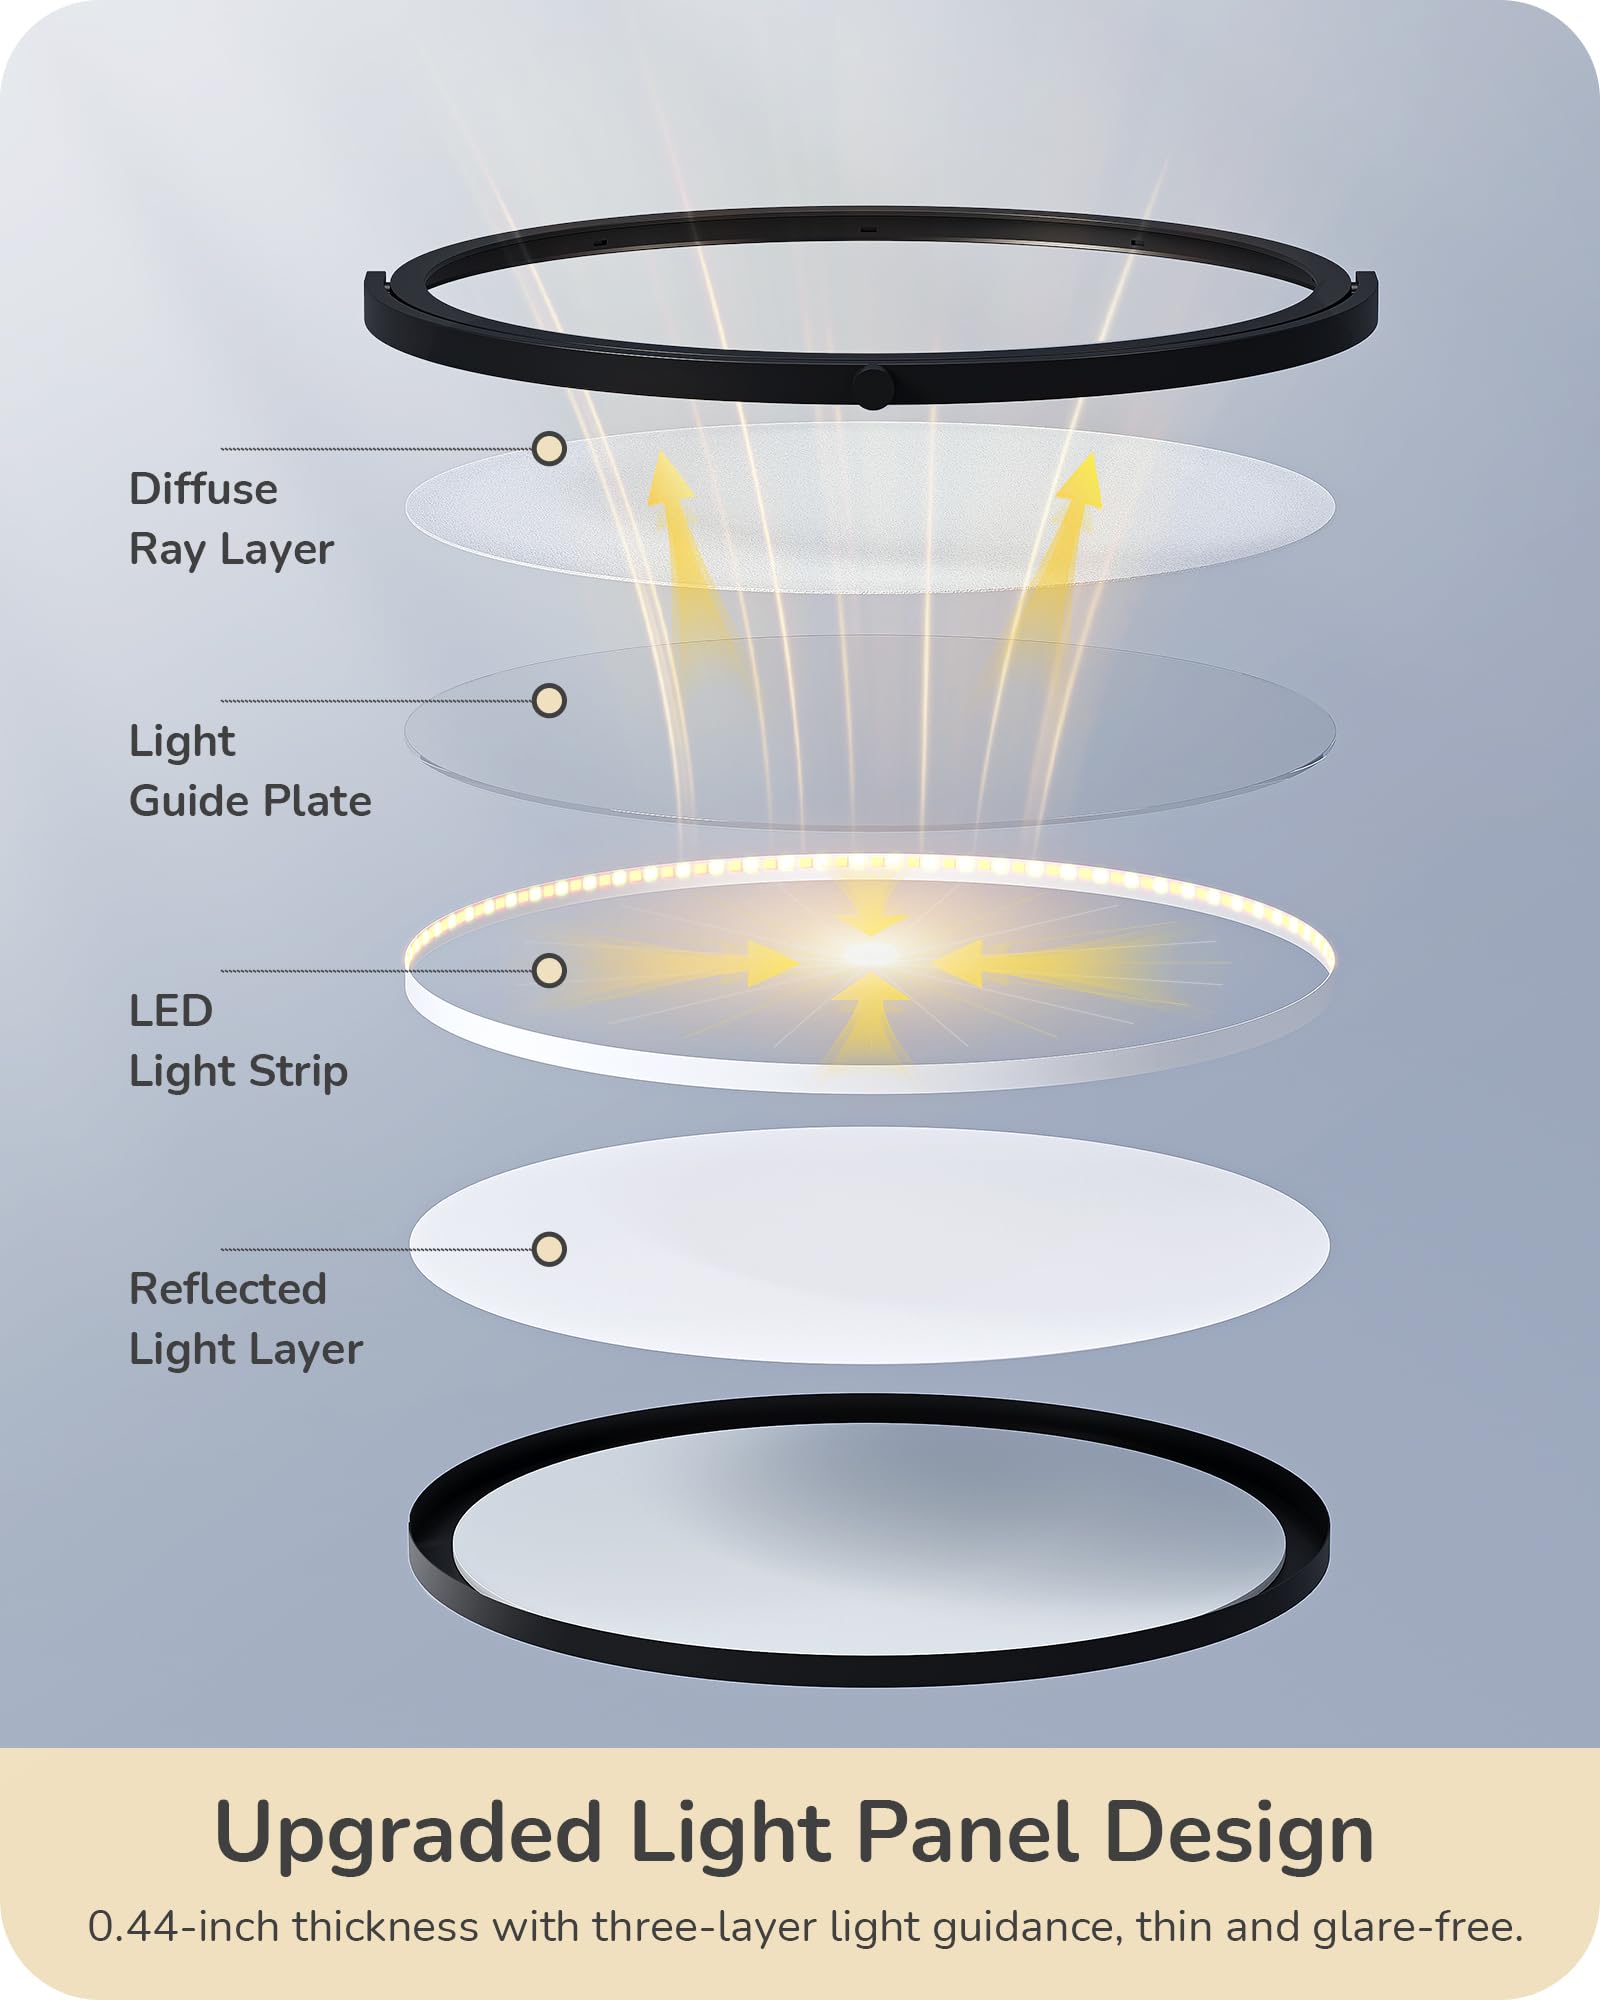 Diffuse
Ray Layer
Light
Guide Plate
LED
Light Strip
Reflected
Light Layer
Upgraded Light Panel Design
0.44-inch thickness with three-layer light guidance, thin and glare-free.